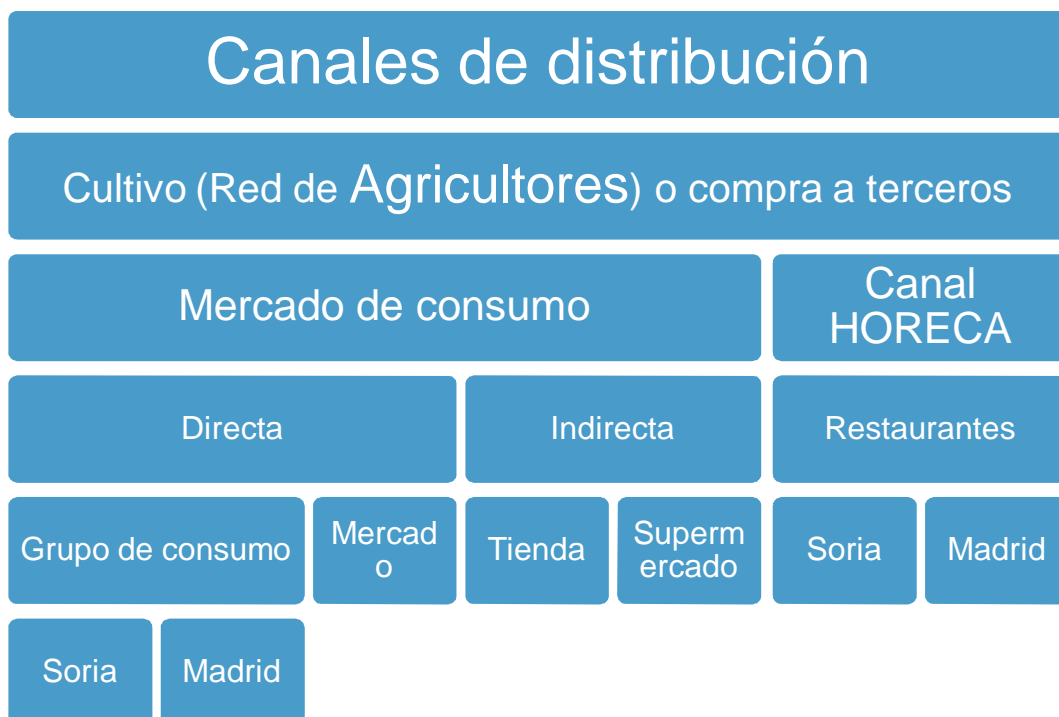 Canales de distribución
Cultivo (Red de Agricultores) o compra a terceros
Mercado de consumo
Canal
HORECA
Directa
Indirecta
Restaurantes
Grupo de consumo
Mercad
o
Tienda
Superm
ercado
Soria
Madrid
Soria
Madrid